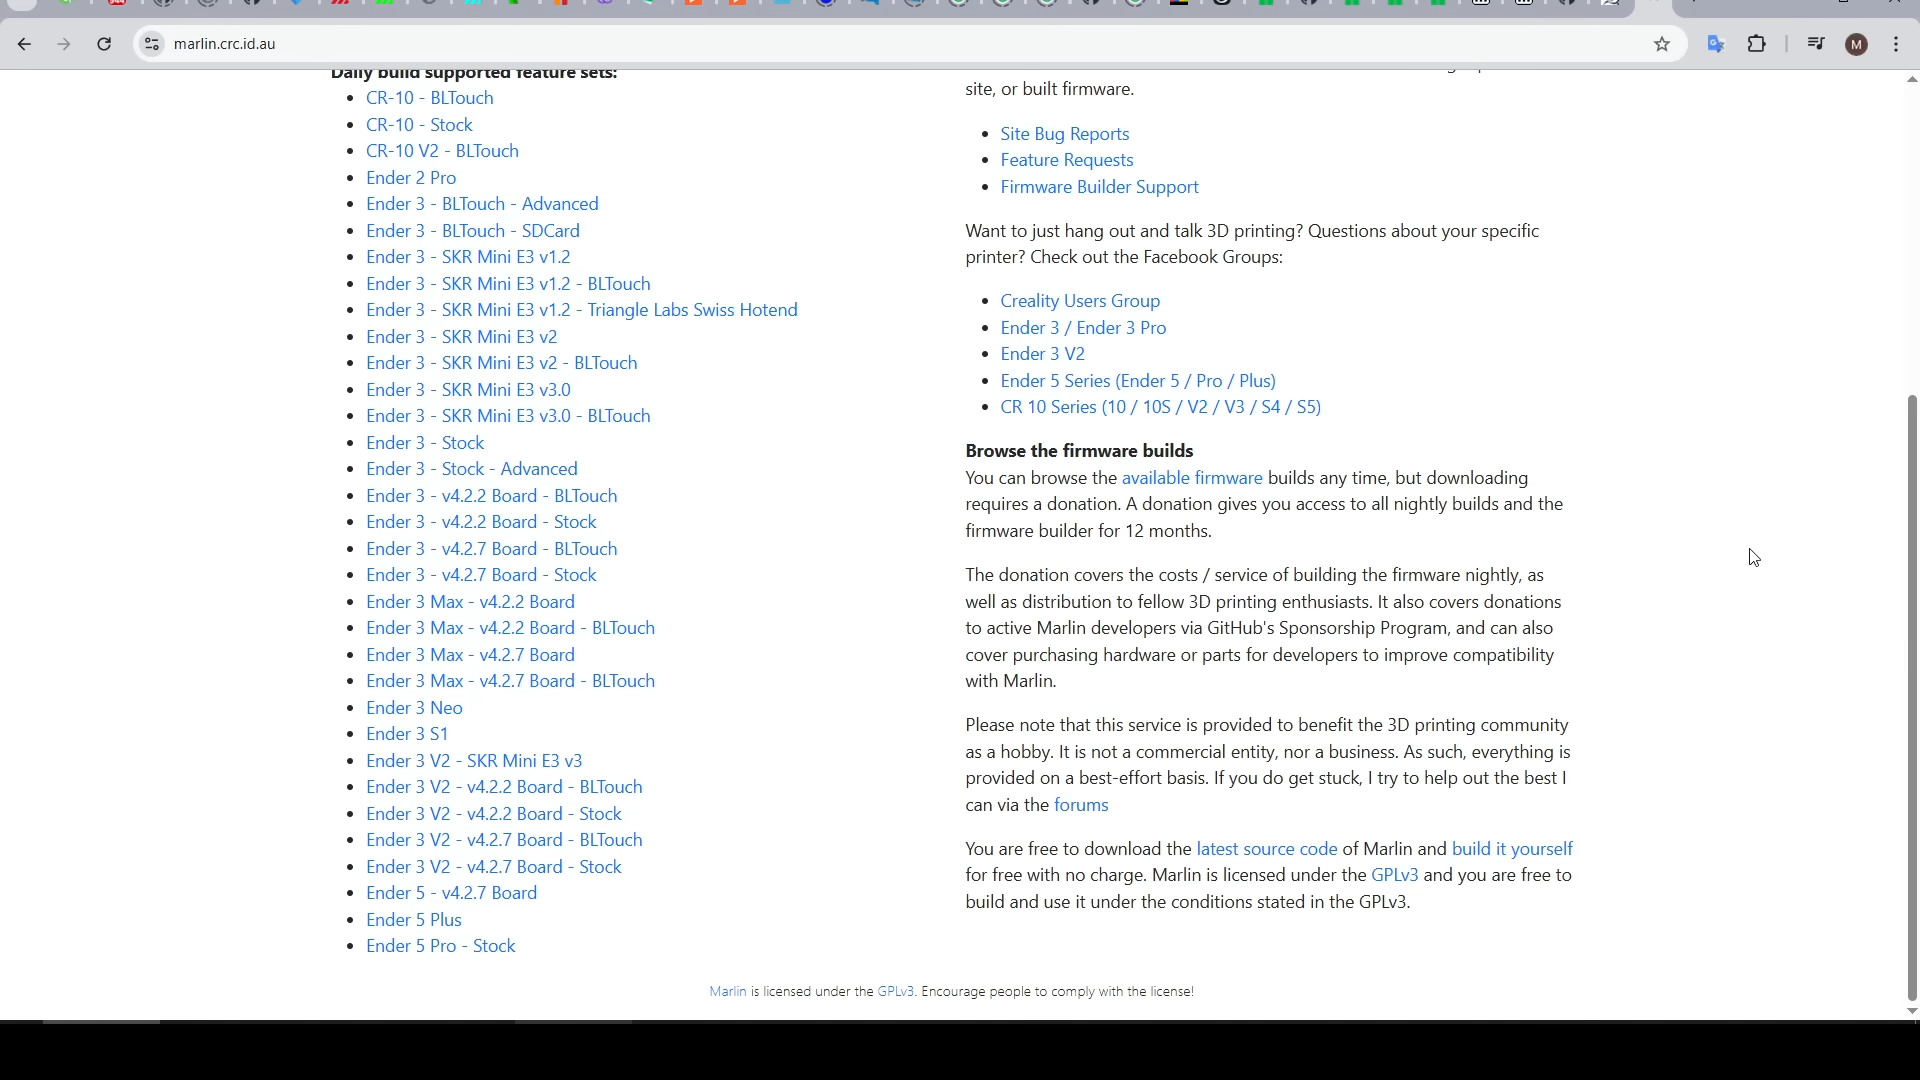 marlin.crc.id.au
M
Daily build supported feature sets:
CR-10 - BLTouch
CR-10 - Stock
CR-10 V2 - BLTouch
Ender 2 Pro
Ender 3 - BLTouch - Advanced
Ender 3 - BLTouch - SDCard
Ender 3 - SKR Mini E3 v1.2
Ender 3 - SKR Mini E3 v1.2 - BLTouch
Ender 3 - SKR Mini E3 v1.2 - Triangle Labs Swiss Hotend
Ender 3 - SKR Mini E3 v2
Ender 3 - SKR Mini E3 v2 - BLTouch
Ender 3 - SKR Mini E3 v3.0
Ender 3 - SKR Mini E3 v3.0 - BLTouch
Ender 3 - Stock
Ender 3 - Stock - Advanced
Ender 3 - v4.2.2 Board - BLTouch
Ender 3 - v4.2.2 Board - Stock
Ender 3 - v4.2.7 Board - BLTouch
Ender 3 - v4.2.7 Board - Stock
Ender 3 Max - v4.2.2 Board
Ender 3 Max - v4.2.2 Board - BLTouch
Ender 3 Max - v4.2.7 Board
Ender 3 Max - v4.2.7 Board - BLTouch
Ender 3 Neo
Ender 3 S1
Ender 3 V2 - SKR Mini E3 v3
Ender 3 V2 - v4.2.2 Board - BLTouch
Ender 3 V2 - v4.2.2 Board - Stock
Ender 3 V2 - v4.2.7 Board - BLTouch
Ender 3 V2 - v4.2.7 Board - Stock
Ender 5 - v4.2.7 Board
Ender 5 Plus
Ender 5 Pro - Stock
site, or built firmware.
Site Bug Reports
Feature Requests
Firmware Builder Support
Want to just hang out and talk 3D printing? Questions about your specific
printer? Check out the Facebook Groups:
Creality Users Group
Ender 3 / Ender 3 Pro
Ender 3 V2
Ender 5 Series (Ender 5 / Pro / Plus)
CR 10 Series (10 / 10S / V2 / V3 / S4 / S5)
Browse the firmware builds
You can browse the available firmware builds any time, but downloading
requires a donation. A donation gives you access to all nightly builds and the
firmware builder for 12 months.
The donation covers the costs / service of building the firmware nightly, as
well as distribution to fellow 3D printing enthusiasts. It also covers donations
to active Marlin developers via GitHub's Sponsorship Program, and can also
cover purchasing hardware or parts for developers to improve compatibility
with Marlin.
Please note that this service is provided to benefit the 3D printing community
as a hobby. It is not a commercial entity, nor a business. As such, everything is
provided on a best-effort basis. If you do get stuck, I try to help out the best I
can via the forums
You are free to download the latest source code of Marlin and build it yourself
for free with no charge. Marlin is licensed under the GPLv3 and you are free to
build and use it under the conditions stated in the GPLv3.
Marlin is licensed under the GPLv3. Encourage people to comply with the license!